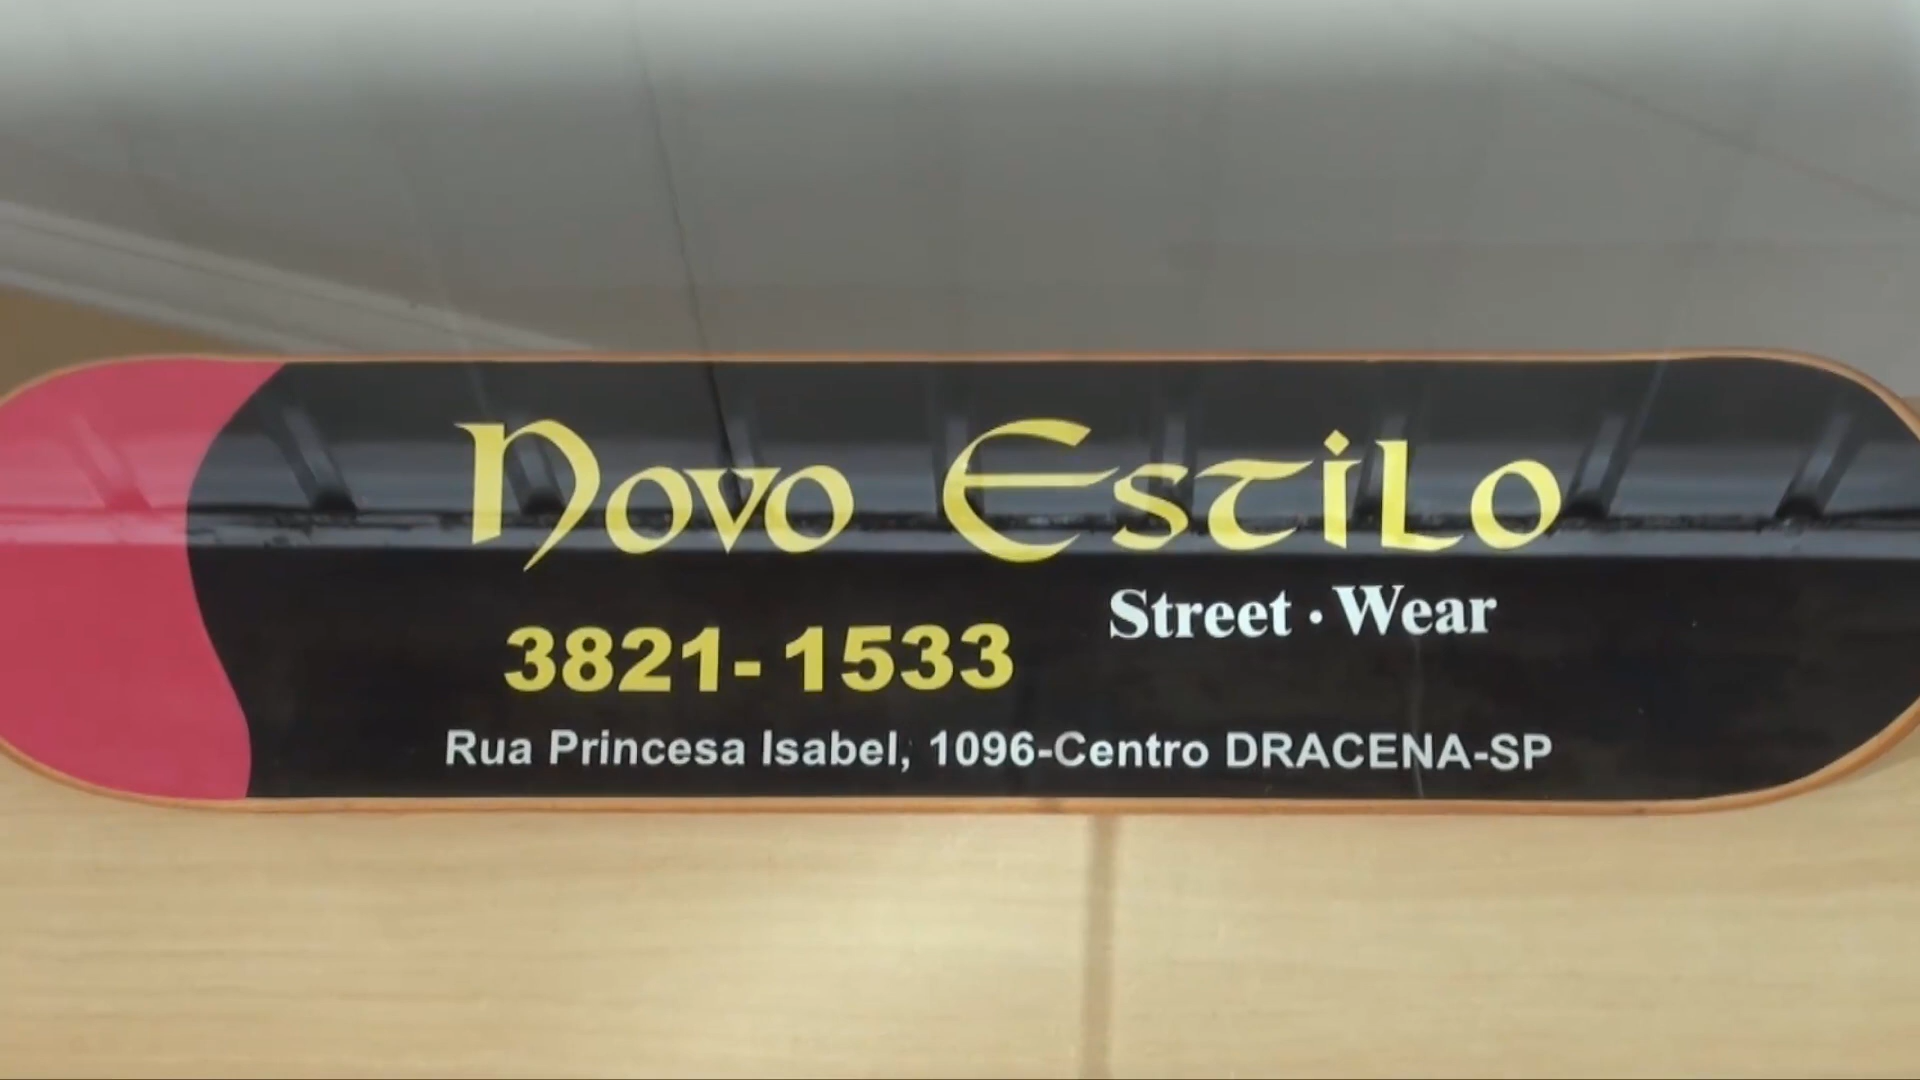 Novo Estilo
Street · Wear
3821-1533
Rua Princesa Isabel, 1096-Centro DRACENA-SP